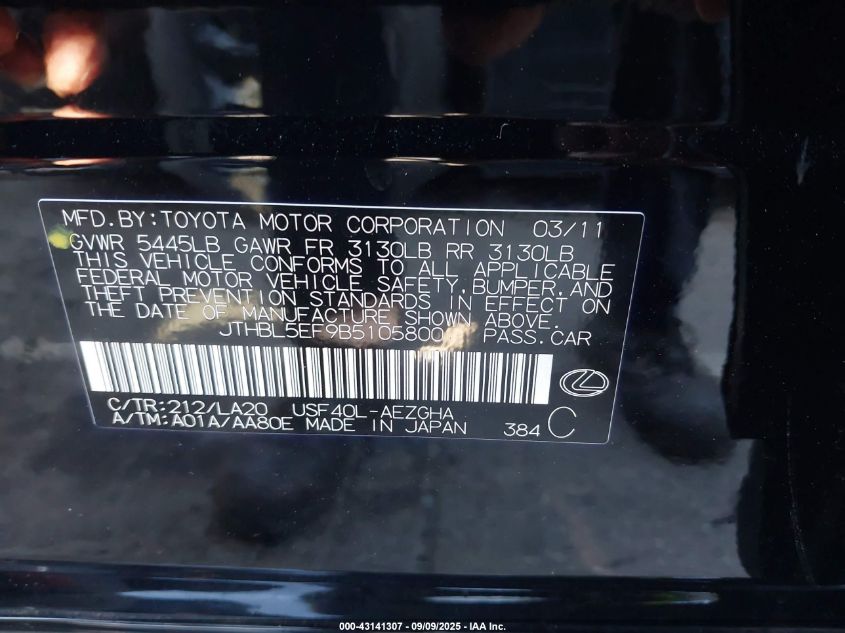 MFD.BY:TOYOTA MOTOR CORPORATION 03/11
GVWR 5445LB GAWR FR 3130LB RR 3130LB
THIS VEHICLE CONFORMS TO ALL APPLICABLE
FEDERAL MOTOR VEHICLE SAFETY,BUMPER,AND
THEFT PREVENTION STANDARDS IN EFFECT ON
THE DATE OF MANUFACTURE SHOWN ABOVE.
JTHBL5EF9B5105800 PASS.CAR
C/TR:212/LA20 USF40L-AEZGHA
A/TM:A01A/AA80E MADE IN JAPAN 384 C
000-43141307 - 09/09/2025 - IAA Inc.